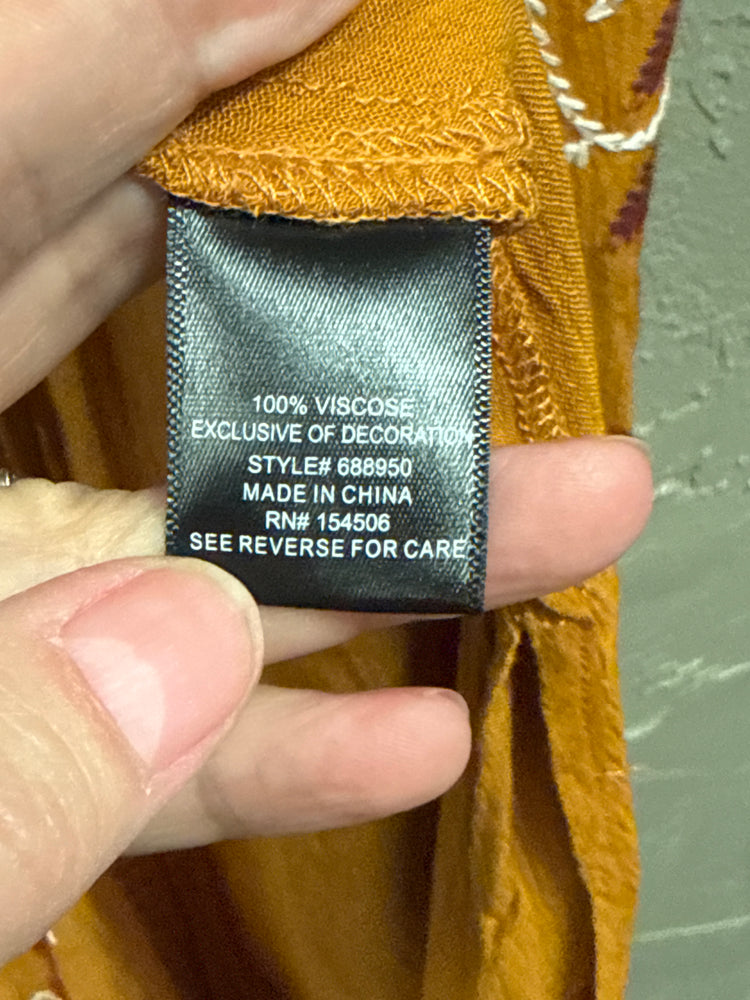 100% VISCOSE
EXCLUSIVE OF DECORATION
STYLE# 688950
MADE IN CHINA
RN# 154506
SEE REVERSE FOR CARE